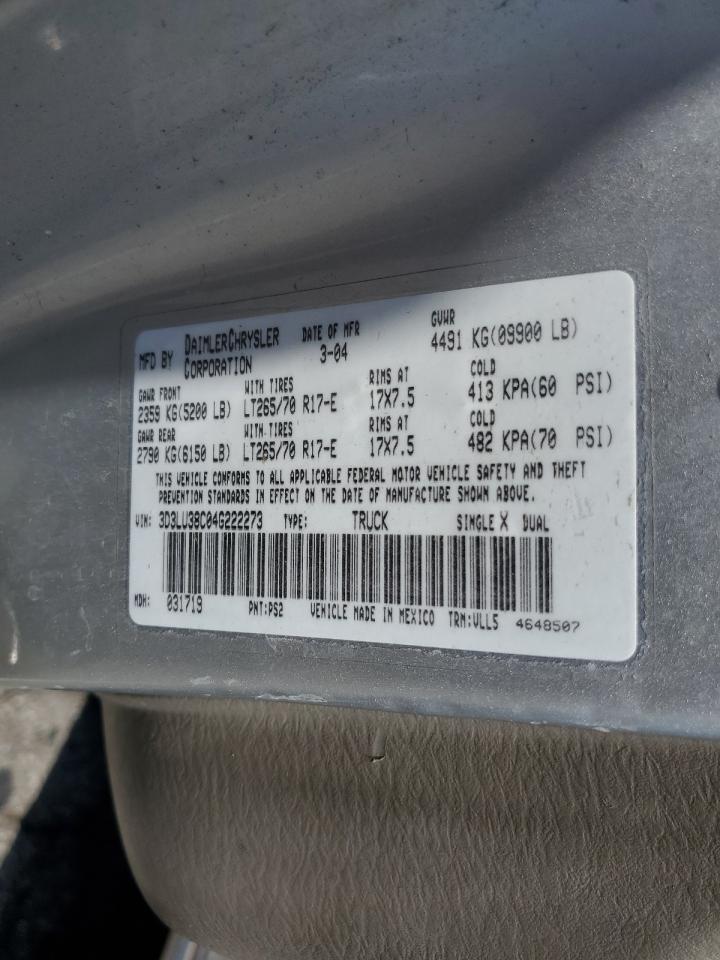 MFD BY DAIMLERCHRYSLER CORPORATION DATE OF MFR 3-04 GVWR 4491 KG(09900 LB)
GAWR FRONT WITH TIRES RIMS AT COLD
2359 KG(5200 LB) LT265/70 R17-E 17X7.5 413 KPA(60 PSI)
GAWR REAR WITH TIRES RIMS AT COLD
2790 KG(6150 LB) LT265/70 R17-E 17X7.5 482 KPA(70 PSI)
THIS VEHICLE CONFORMS TO ALL APPLICABLE FEDERAL MOTOR VEHICLE SAFETY AND THEFT
PREVENTION STANDARDS IN EFFECT ON THE DATE OF MANUFACTURE SHOWN ABOVE.
VIN: 3D3LU38C04G222273 TYPE: TRUCK SINGLE X DUAL
MDH: 031719 PNT:PS2 VEHICLE MADE IN MEXICO TRN:VLL5 4648507